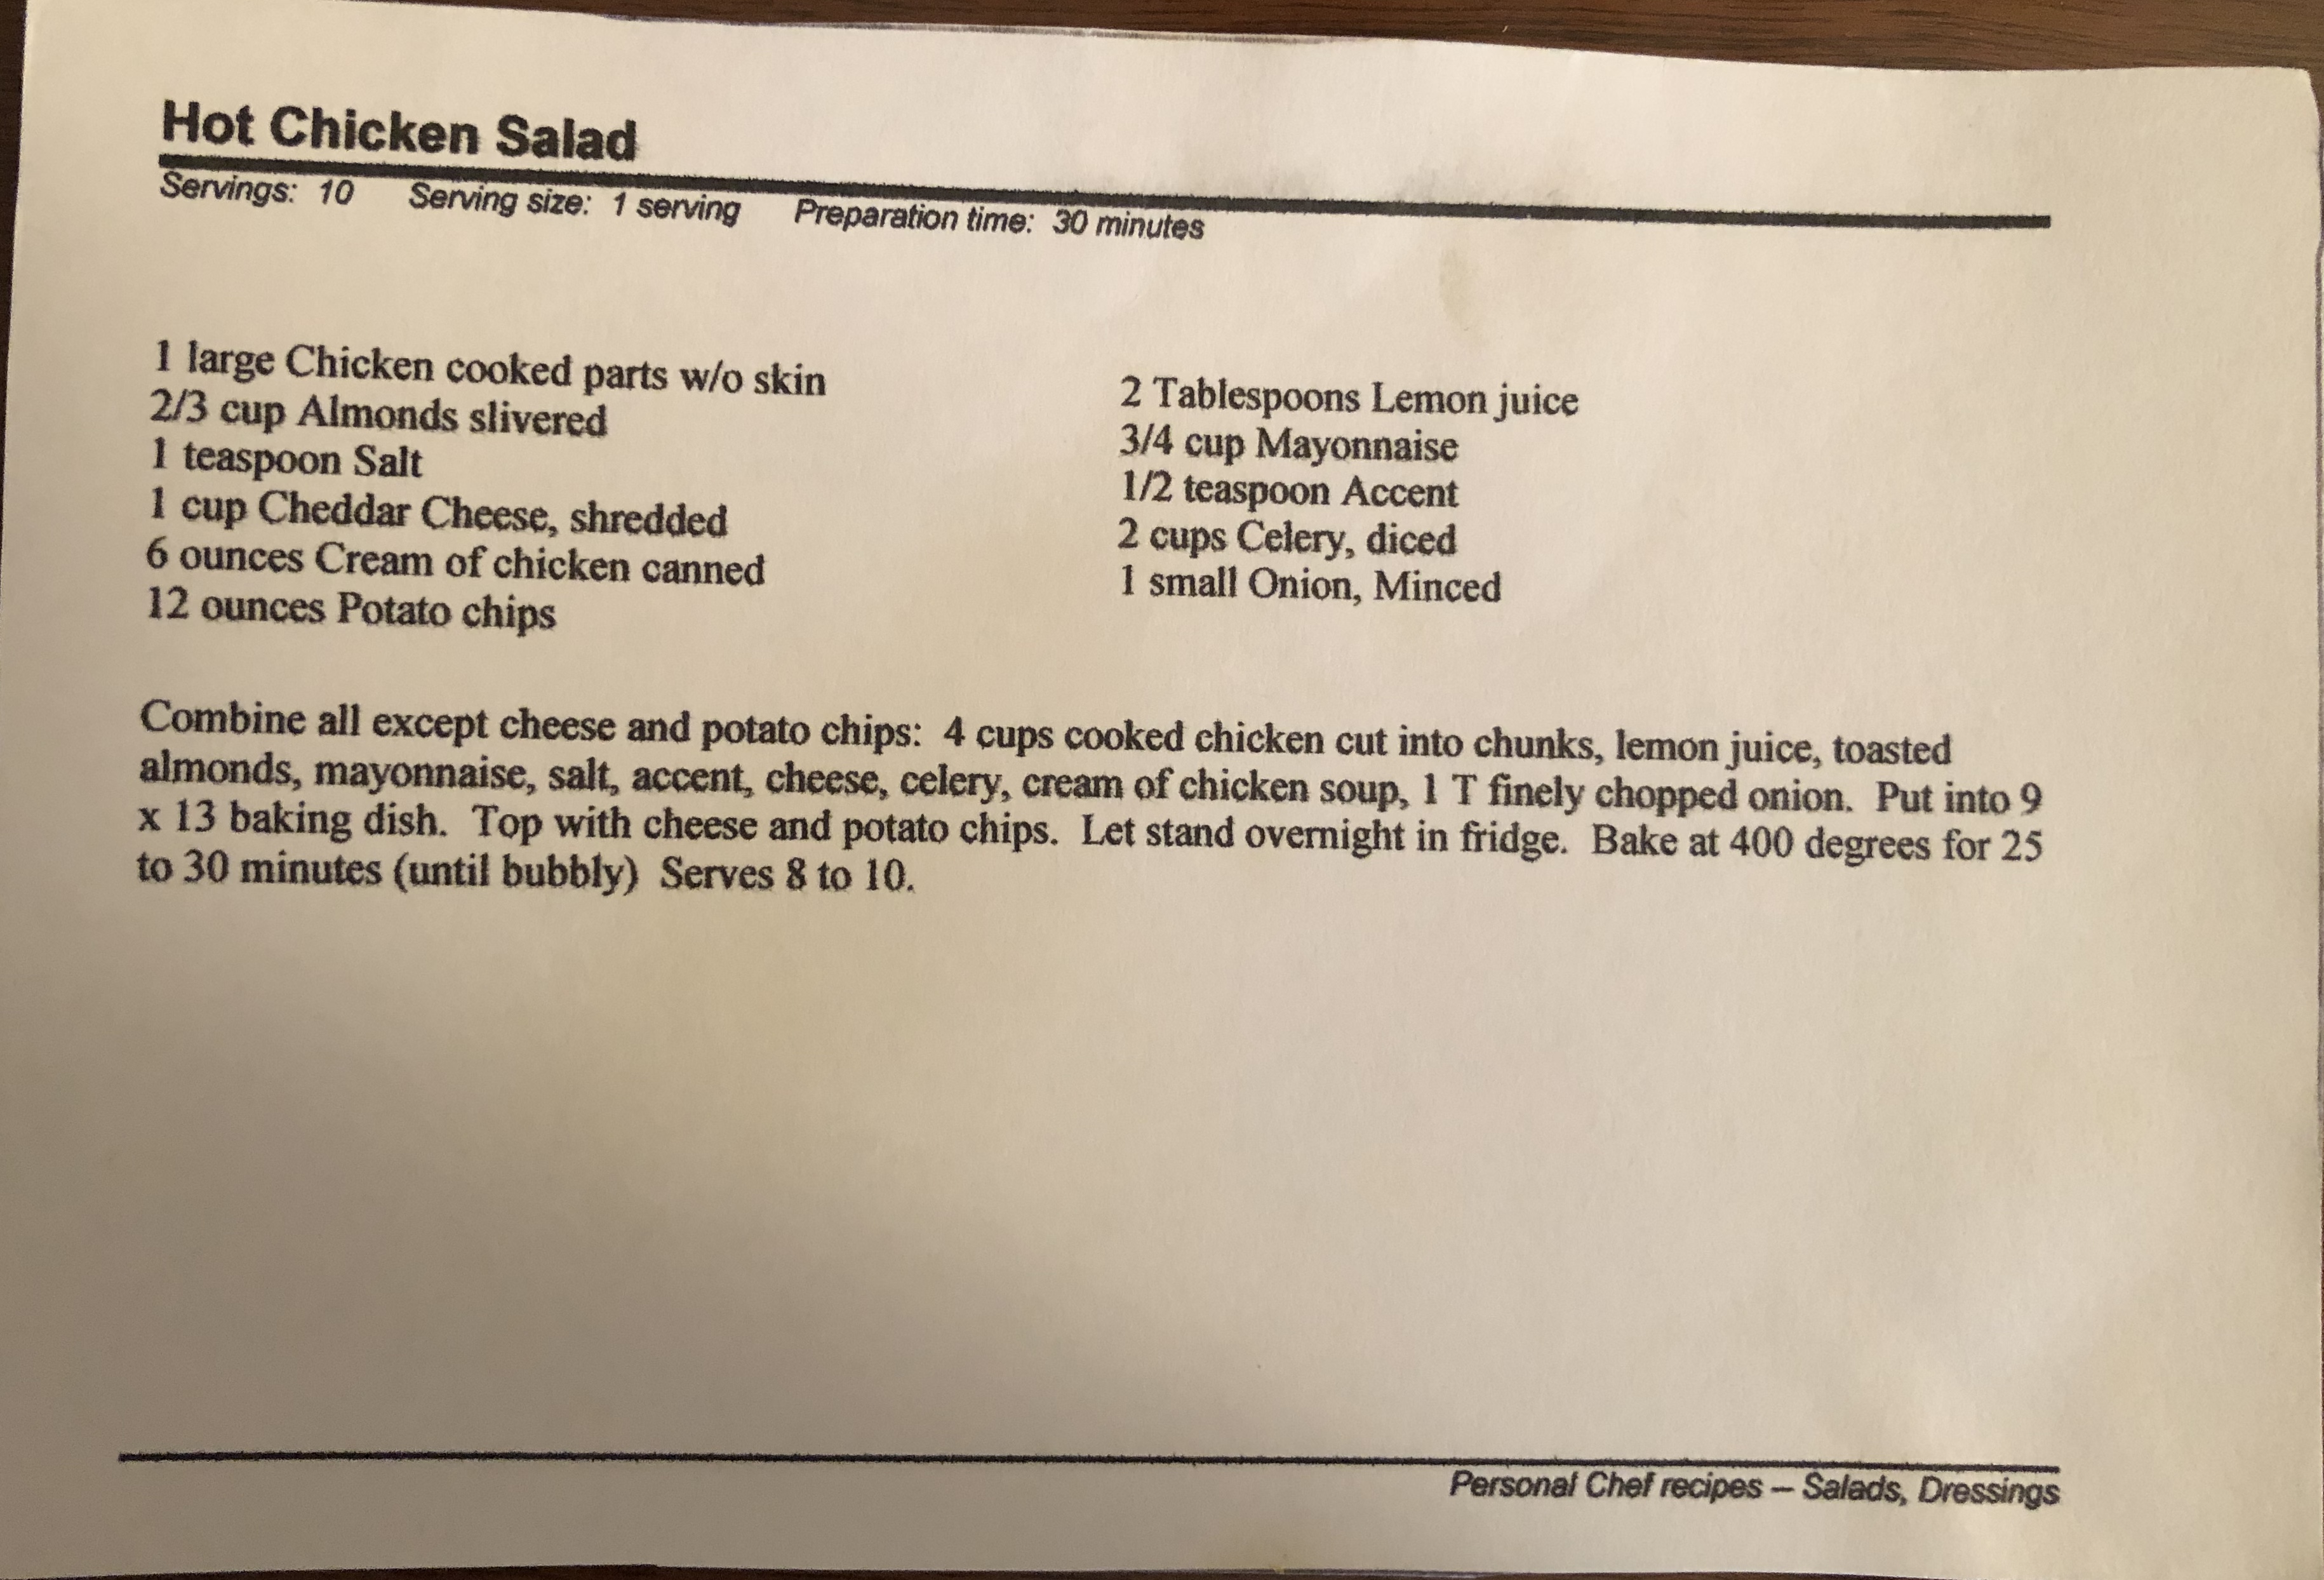 Hot Chicken Salad
Servings: 10 Serving size: 1 serving Preparation time: 30 minutes
1 large Chicken cooked parts w/o skin
2/3 cup Almonds slivered
1 teaspoon Salt
1 cup Cheddar Cheese, shredded
6 ounces Cream of chicken canned
12 ounces Potato chips
2 Tablespoons Lemon juice
3/4 cup Mayonnaise
1/2 teaspoon Accent
2 cups Celery, diced
1 small Onion, Minced
Combine all except cheese and potato chips: 4 cups cooked chicken cut into chunks, lemon juice, toasted
almonds, mayonnaise, salt, accent, cheese, celery, cream of chicken soup, 1 T finely chopped onion. Put into 9
x 13 baking dish. Top with cheese and potato chips. Let stand overnight in fridge. Bake at 400 degrees for 25
to 30 minutes (until bubbly) Serves 8 to 10.
Personal Chef recipes – Salads, Dressings